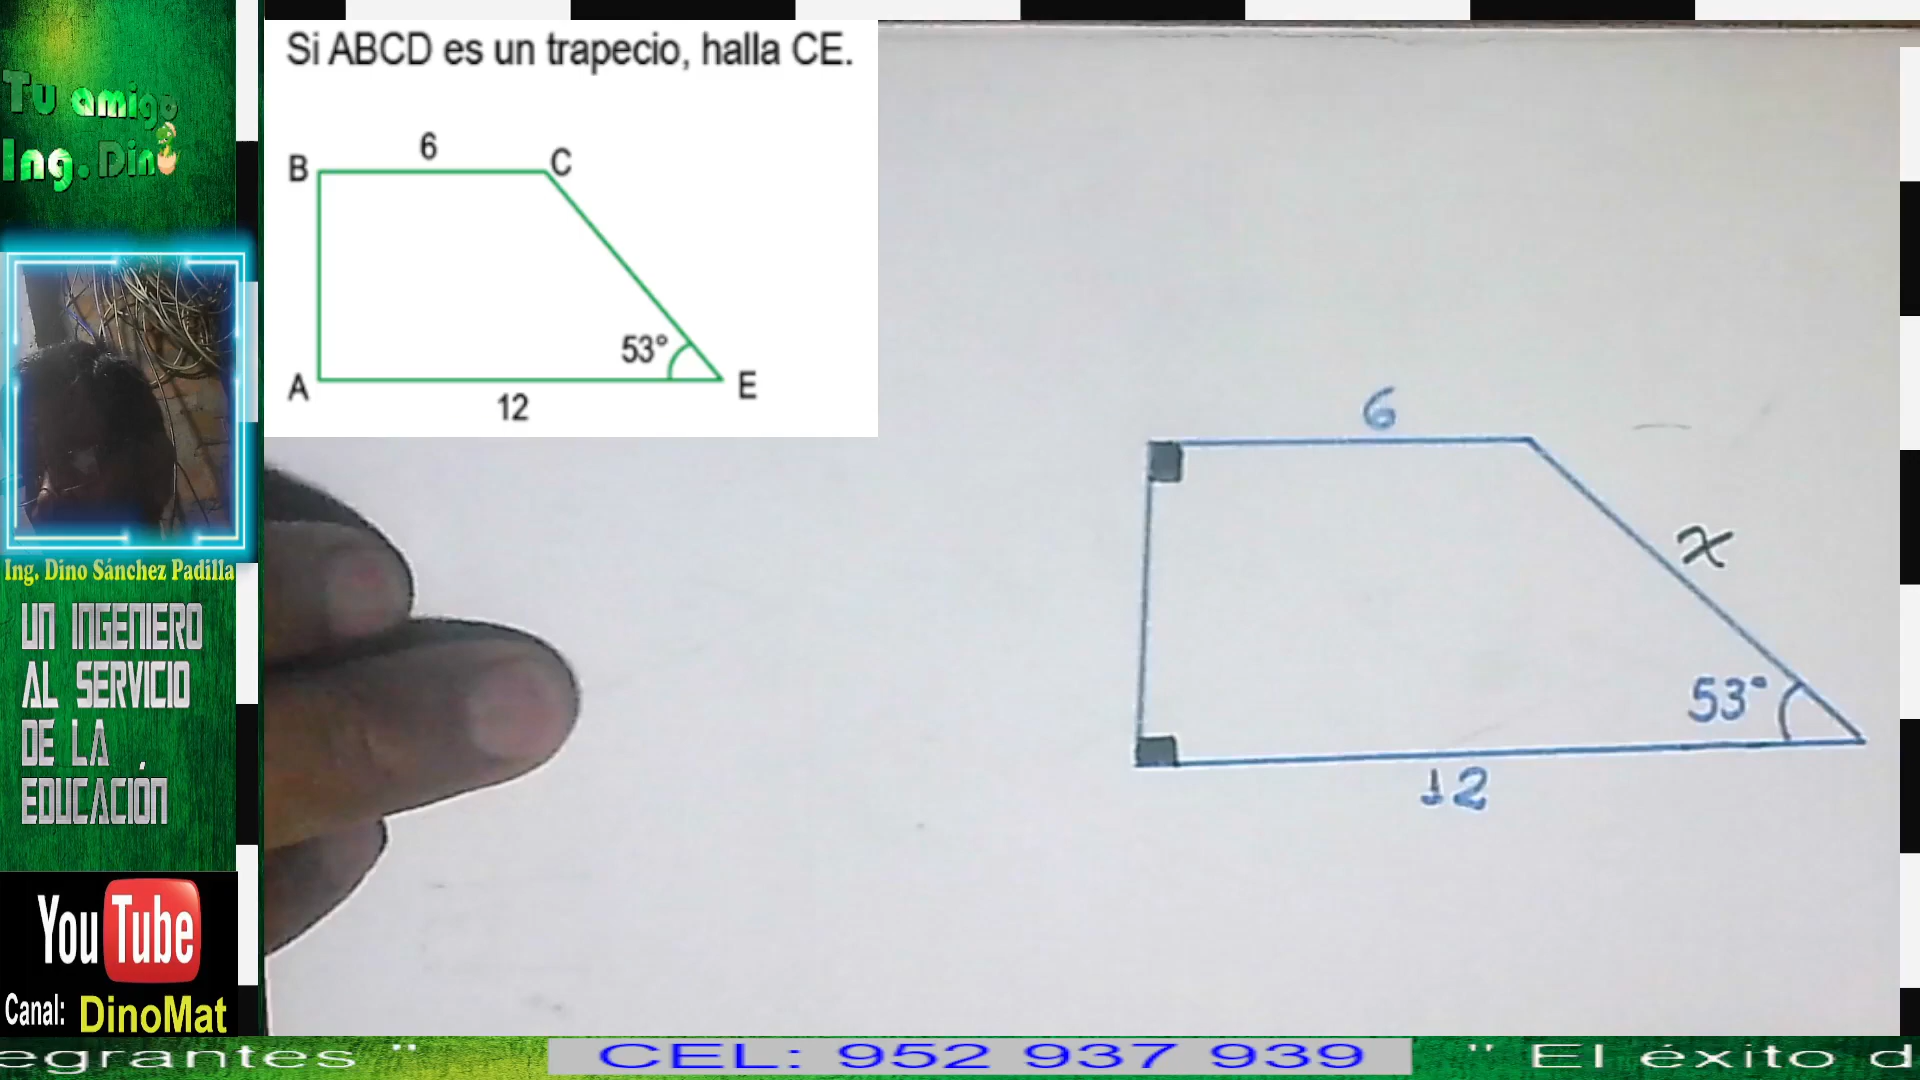 Tu amigo
Ing. Dino
Ing. Dino Sánchez Padilla
UN INGENIERO
AL SERVICIO
DE LA
EDUCACIÓN
YouTube
Canal: DinoMat
Si ABCD es un trapecio, halla CE.
6
B
C
53°
A
E
12
6
x
53°
12
egrantes " CEL: 952 937 939 " El éxito d